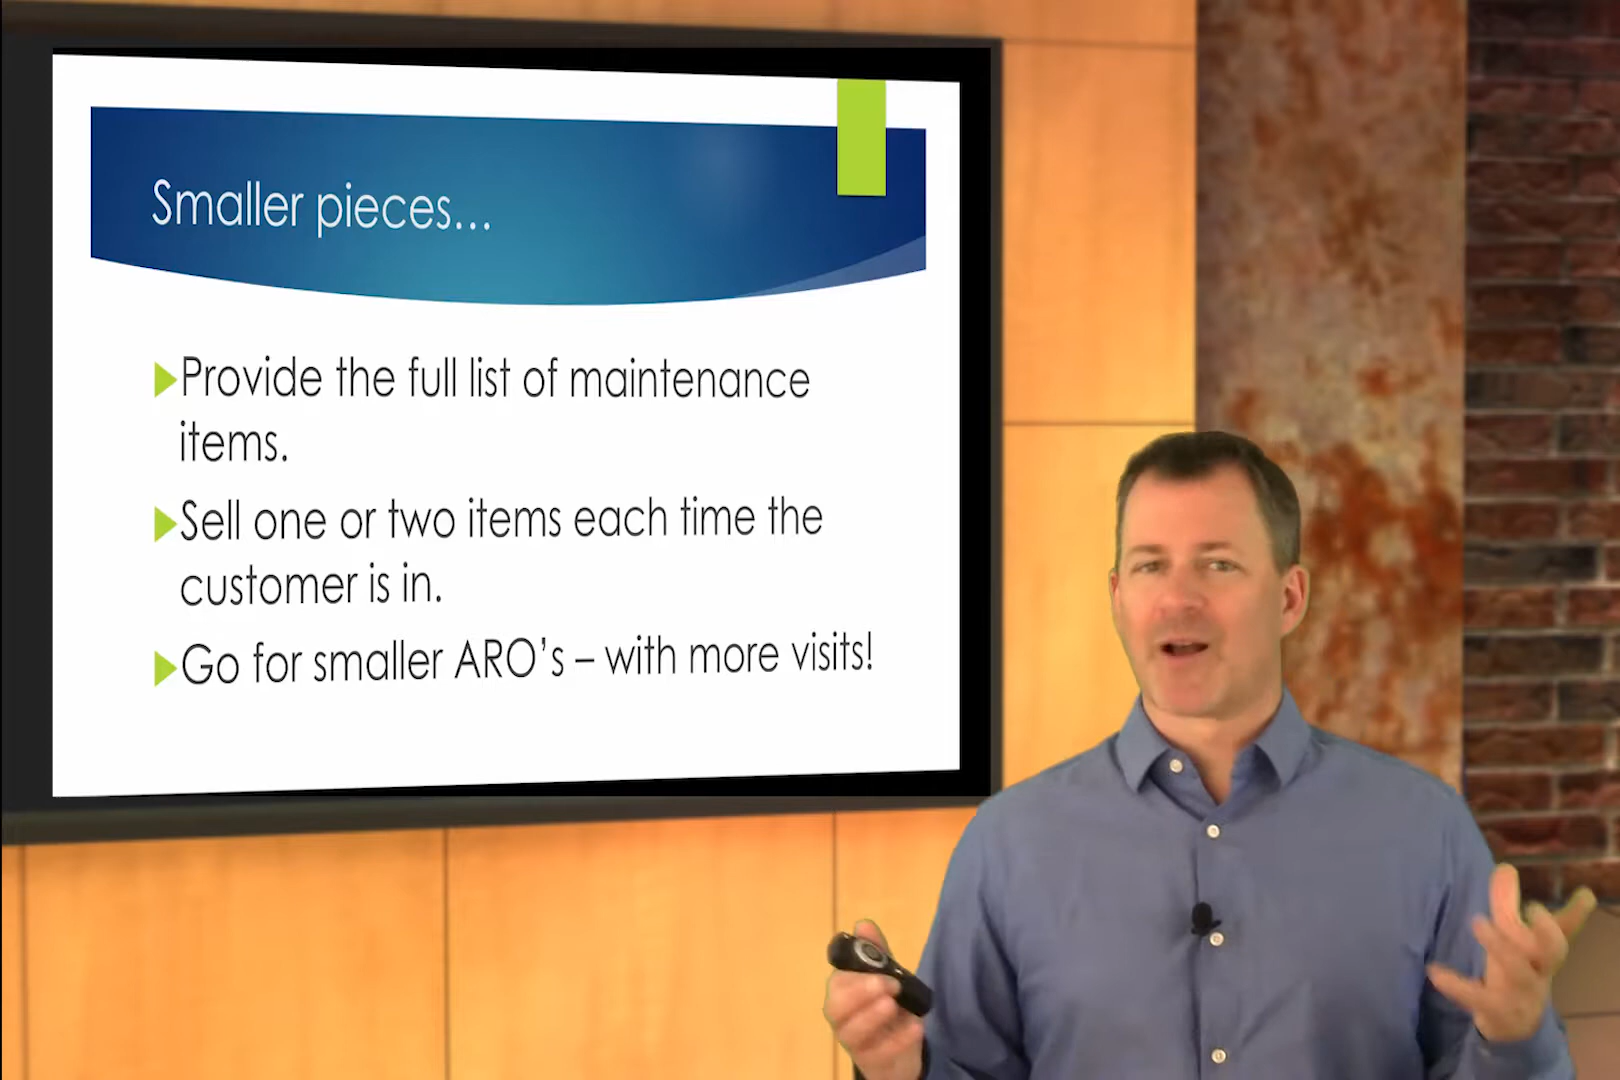 Smaller pieces...
Provide the full list of maintenance
items.
Sell one or two items each time the
customer is in.
Go for smaller ARO's – with more visits!